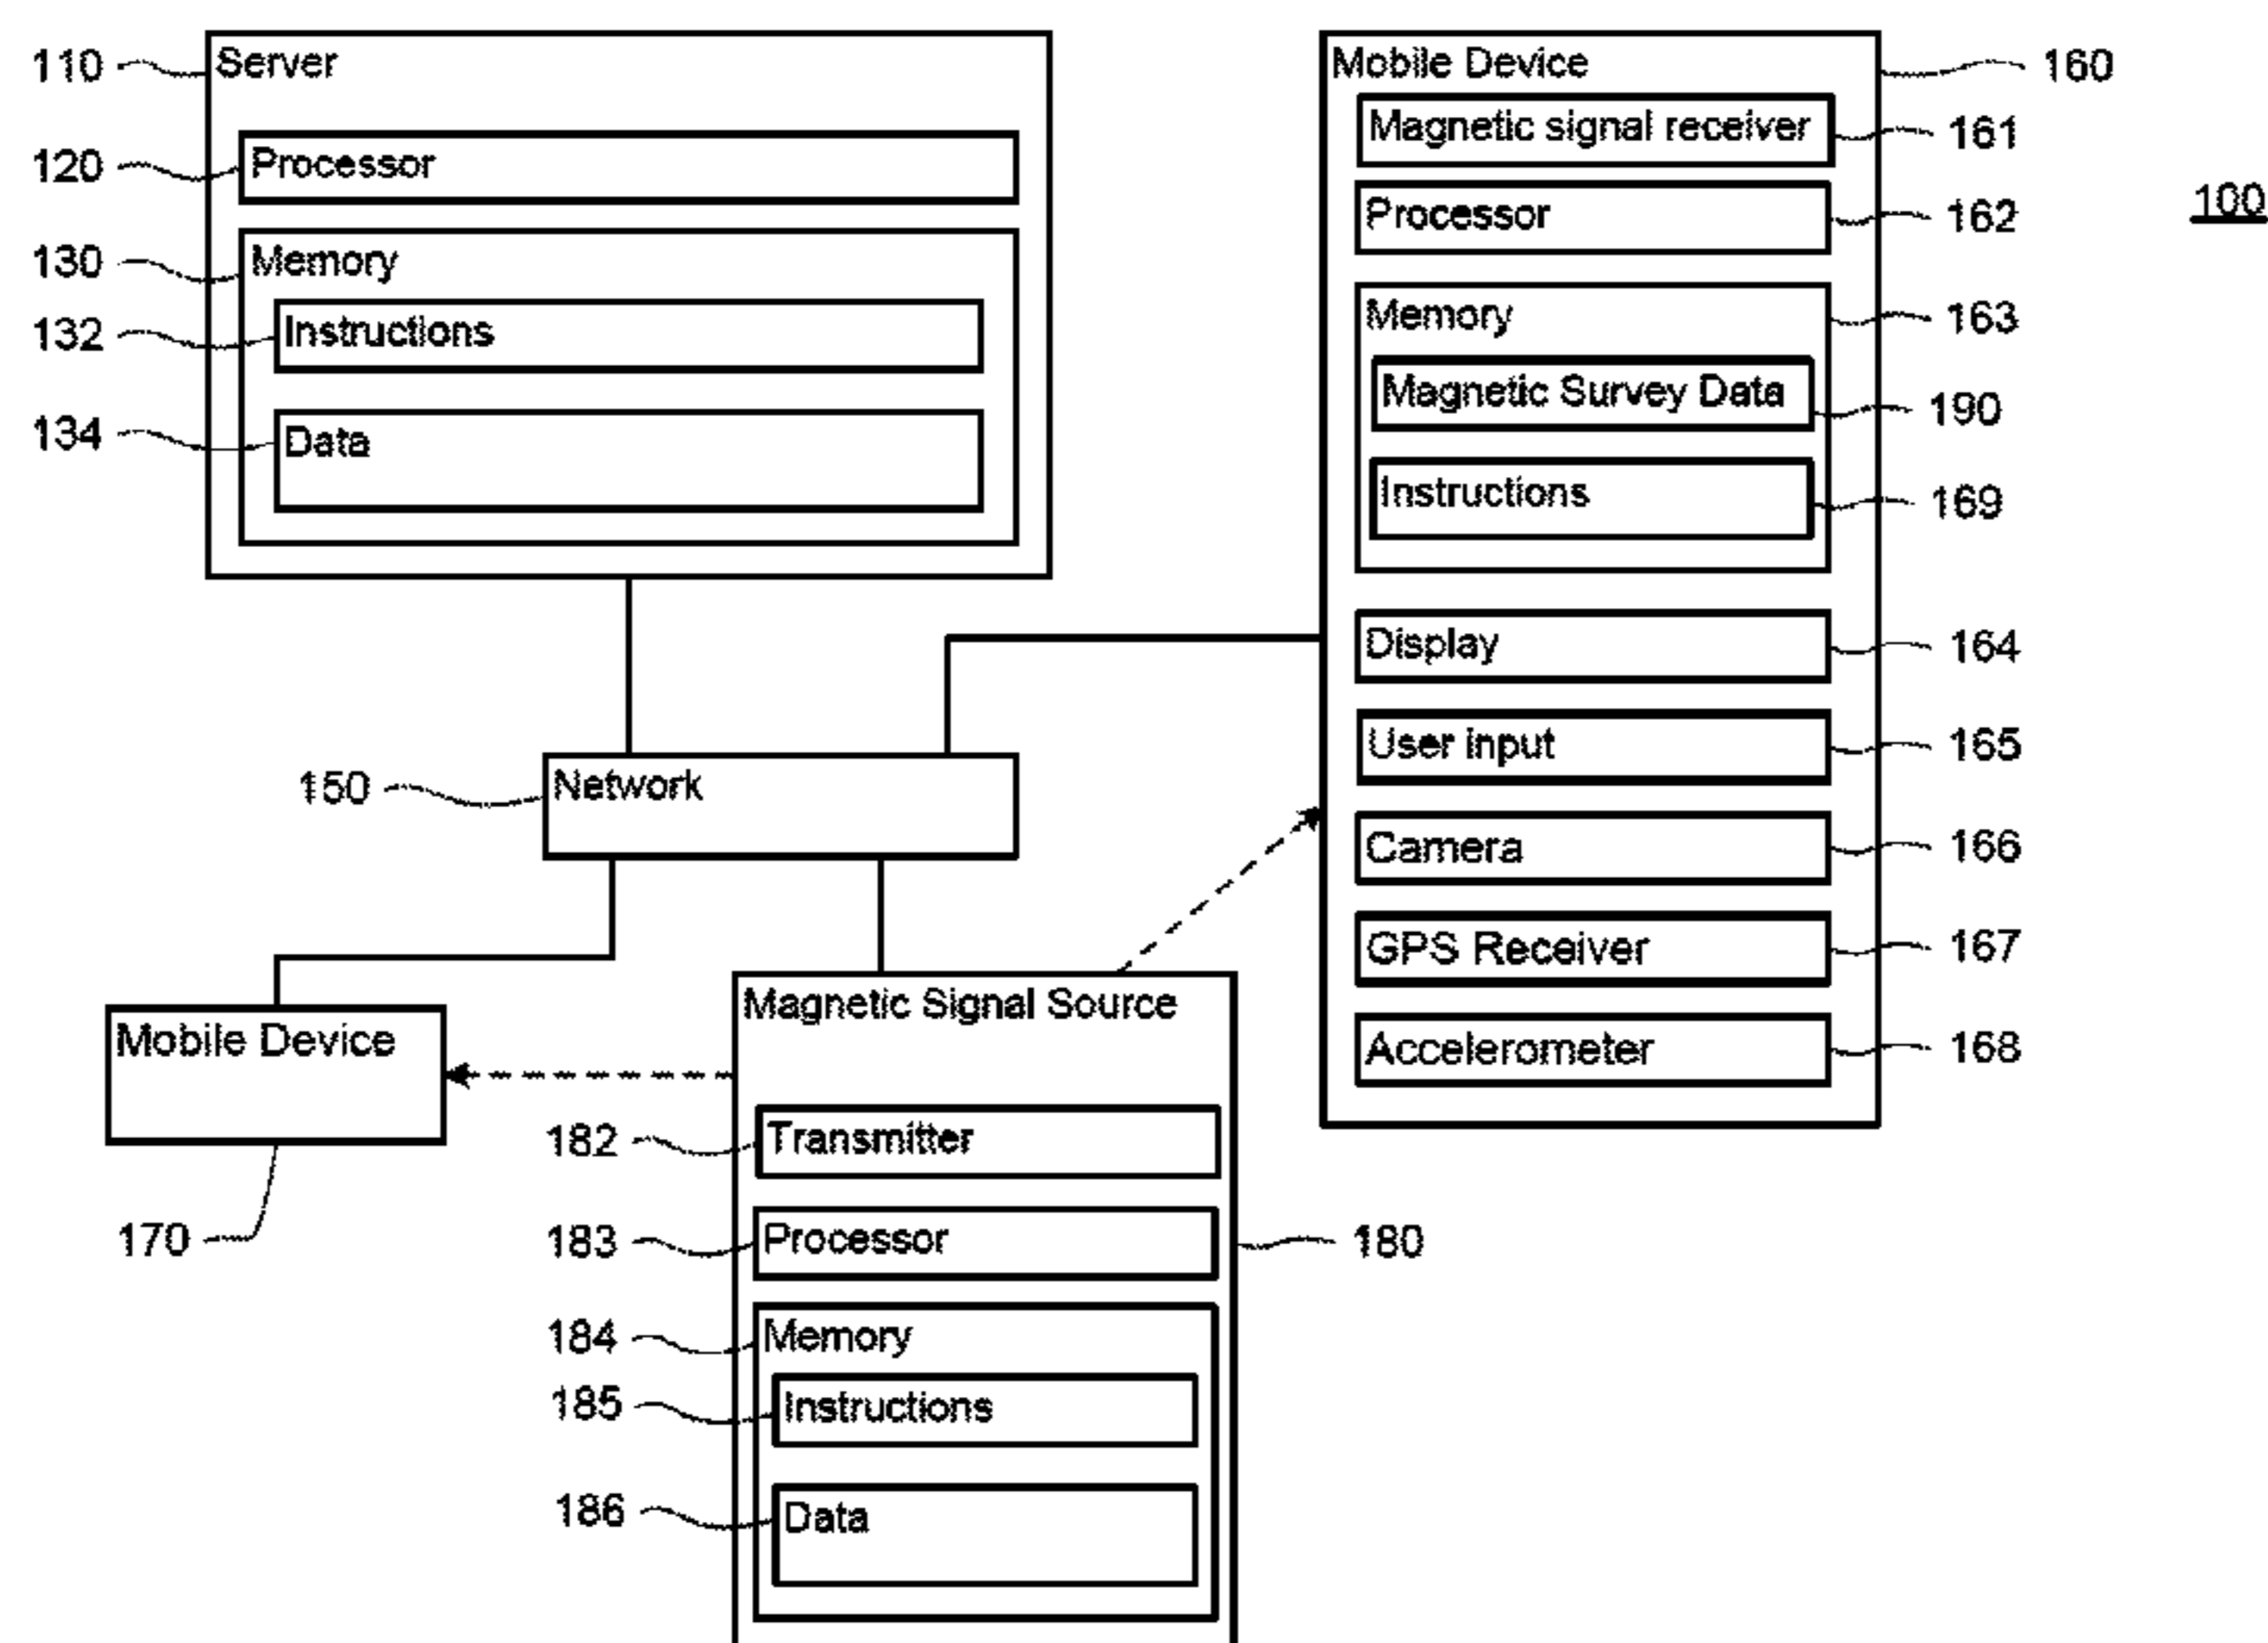 110 Server
120 Processor
130 Memory
132 Instructions
134 Data
Mobile Device 160
Magnetic signal receiver 161
Processor 162
100
Memory 163
Magnetic Survey Data 190
Instructions 169
Display 164
User input 165
Camera 166
GPS Receiver 167
Accelerometer 168
150 Network
Mobile Device
170
Magnetic Signal Source
182 Transmitter
183 Processor 180
184 Memory
185 Instructions
186 Data